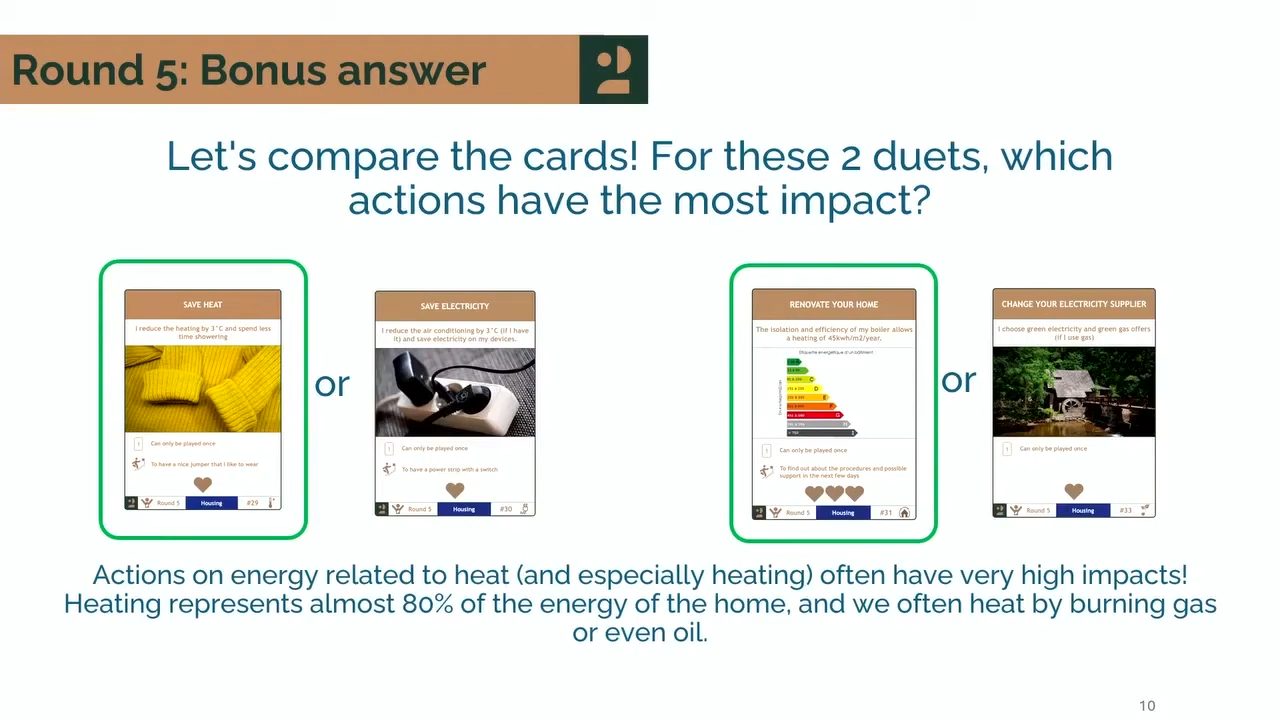 Round 5: Bonus answer
Let's compare the cards! For these 2 duets, which
actions have the most impact?
SAVE HEAT
I reduce the heating by 3°C and spend less
time showering
Can only be played once
To have a nice jumper that I like to wear
Round 5
Housing
#29
or
SAVE ELECTRICITY
I reduce the air conditioning by 3°C (if I have
it) and save electricity on my devices.
Can only be played once
To have a power strip with a switch
Round 5
Housing
#30
RENOVATE YOUR HOME
The isolation and efficiency of my boiler allows
a heating of 45kwh/m2/year.
Etiquette énergétique d'un bâtiment
C
D
E
F
G
H
I
Can only be played once
To find out about the procedures and possible
support in the next few days
Round 5
Housing
#31
or
CHANGE YOUR ELECTRICITY SUPPLIER
I choose green electricity and green gas offers
(if I use gas)
Can only be played once
Round 5
Housing
#33
Actions on energy related to heat (and especially heating) often have very high impacts!
Heating represents almost 80% of the energy of the home, and we often heat by burning gas
or even oil.
10